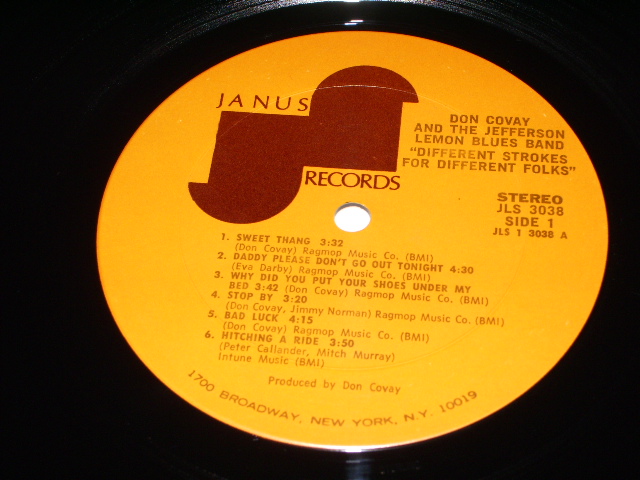 JANUS
RECORDS
DON COVAY
AND THE JEFFERSON
LEMON BLUES BAND
"DIFFERENT STROKES
FOR DIFFERENT FOLKS"
STEREO
JLS 3038
SIDE 1
JLS 1 3038 A
1. SWEET THANG 3:32
(Don Covay) Ragmop Music Co. (BMI)
2. DADDY PLEASE DON'T GO OUT TONIGHT 4:30
(Eva Darby) Ragmop Music Co. (BMI)
3. WHY DID YOU PUT YOUR SHOES UNDER MY
BED 3:42 (Don Covay) Ragmop Music Co. (BMI)
4. STOP BY 3:20
(Don Covay, Jimmy Norman) Ragmop Music Co. (BMI)
5. BAD LUCK 4:15
(Don Covay) Ragmop Music Co. (BMI)
6. HITCHING A RIDE 3:50
(Peter Callander, Mitch Murray)
Intune Music (BMI)
Produced by Don Covay
1700 BROADWAY, NEW YORK, N.Y. 10019